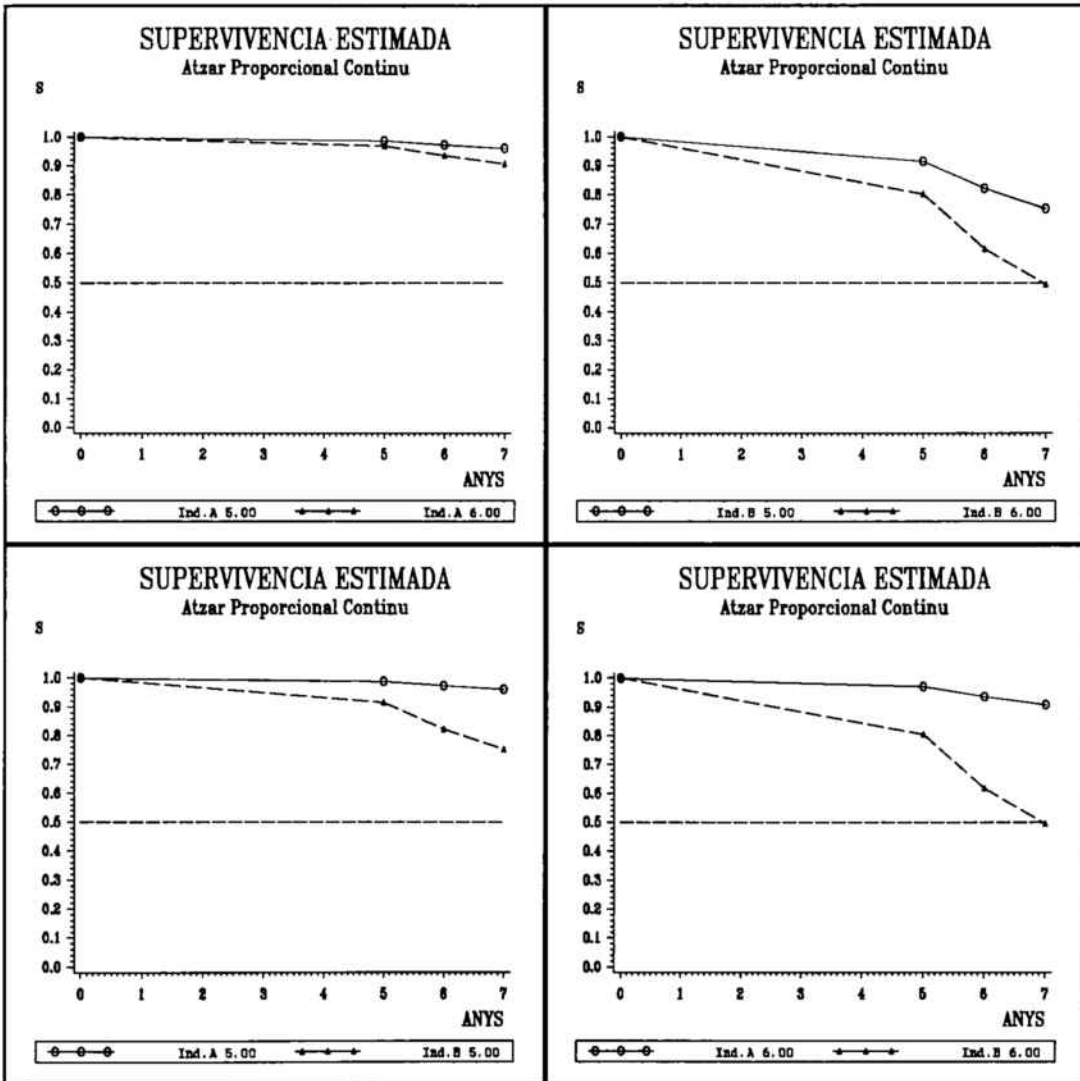 SUPERVIVENCIA ESTIMADA
Atzar Proporcional Continu
S
1.0
0.9
0.8
0.7
0.6
0.5
0.4
0.3
0.2
0.1
0.0
0 1 2 3 4 5 6 7
ANYS
Ind.A 5.00 Ind.A 6.00
SUPERVIVENCIA ESTIMADA
Atzar Proporcional Continu
S
1.0
0.9
0.8
0.7
0.6
0.5
0.4
0.3
0.2
0.1
0.0
0 1 2 3 4 5 6 7
ANYS
Ind.B 5.00 Ind.B 6.00
SUPERVIVENCIA ESTIMADA
Atzar Proporcional Continu
S
1.0
0.9
0.8
0.7
0.6
0.5
0.4
0.3
0.2
0.1
0.0
0 1 2 3 4 5 6 7
ANYS
Ind.A 5.00 Ind.B 5.00
SUPERVIVENCIA ESTIMADA
Atzar Proporcional Continu
S
1.0
0.9
0.8
0.7
0.6
0.5
0.4
0.3
0.2
0.1
0.0
0 1 2 3 4 5 6 7
ANYS
Ind.A 6.00 Ind.B 6.00